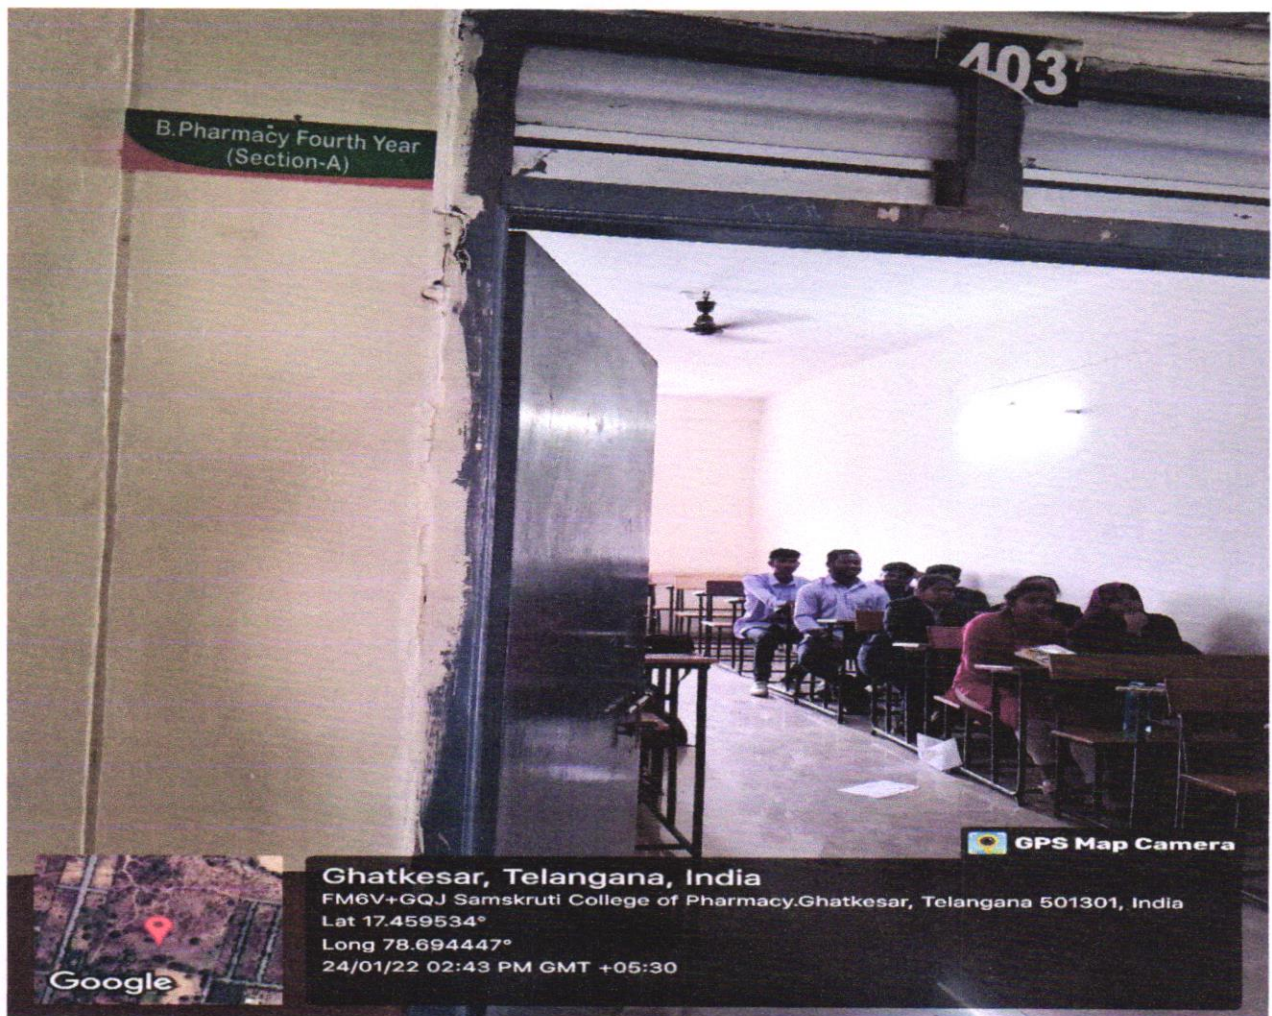 403
B.Pharmacy Fourth Year
(Section-A)
GPS Map Camera
Ghatkesar, Telangana, India
FM6V+GQJ Samskruti College of Pharmacy.Ghatkesar, Telangana 501301, India
Lat 17.459534°
Long 78.694447°
24/01/22 02:43 PM GMT +05:30
Google